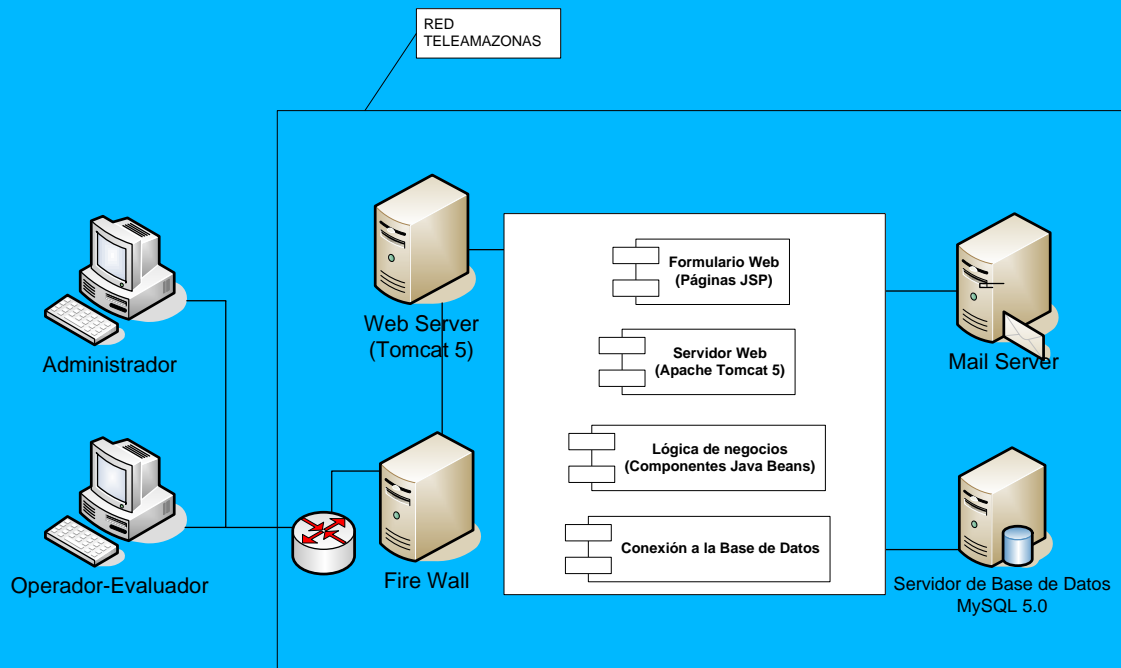 RED
TELEAMAZONAS
Web Server
(Tomcat 5)
Administrador
Formulario Web
(Páginas JSP)
Servidor Web
(Apache Tomcat 5)
Lógica de negocios
(Componentes Java Beans)
Conexión a la Base de Datos
Mail Server
Operador-Evaluador
Fire Wall
Servidor de Base de Datos
MySQL 5.0